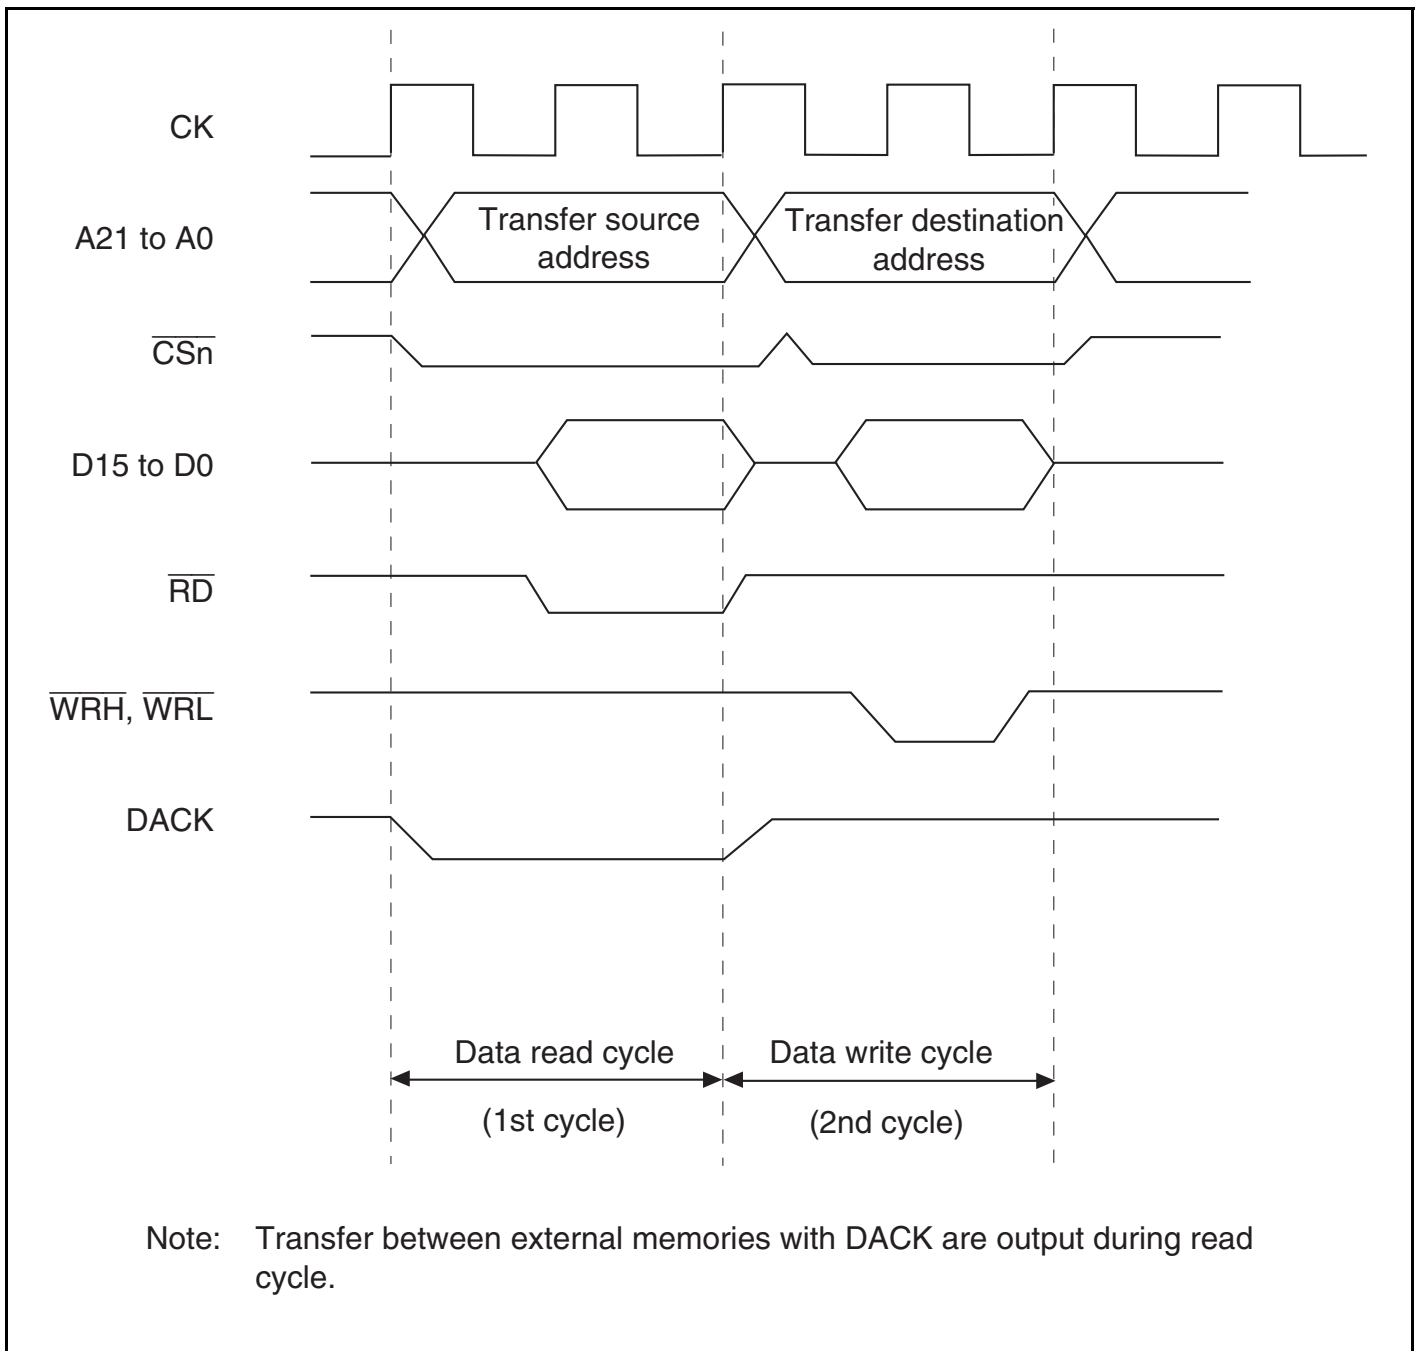 CK
A21 to A0
Transfer source
address
Transfer destination
address
CSn
D15 to D0
RD
WRH, WRL
DACK
Data read cycle
Data write cycle
(1st cycle)
(2nd cycle)
Note: Transfer between external memories with DACK are output during read
cycle.